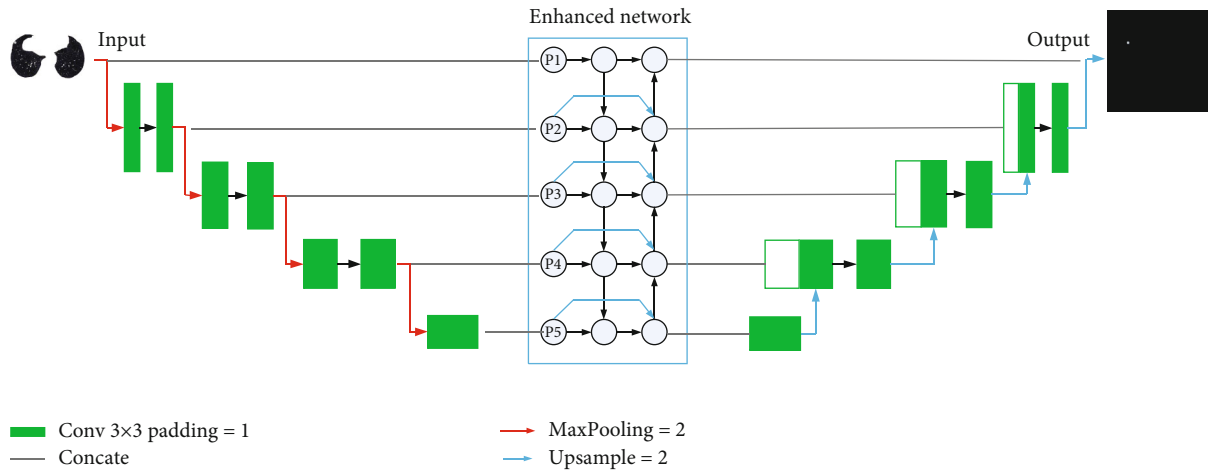 Enhanced network
Input
Output
P1
P2
P3
P4
P5
Conv 3×3 padding = 1
MaxPooling = 2
Concate
Upsample = 2